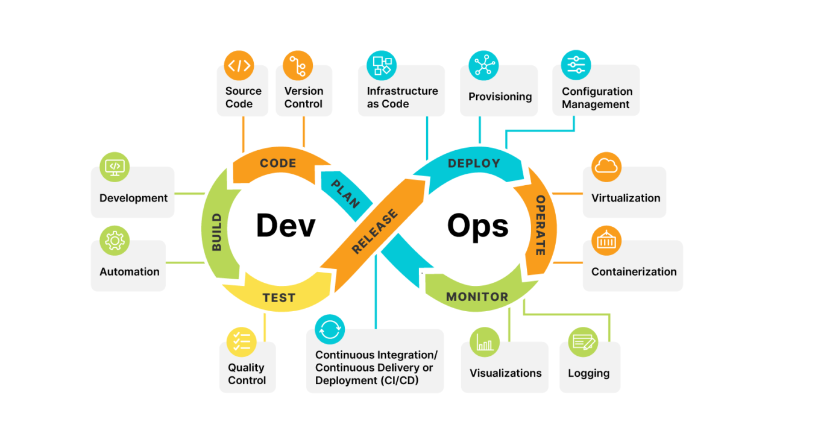 Source
Code
Version
Control
Infrastructure
as Code
Provisioning
Configuration
Management
CODE
PLAN
DEPLOY
Development
BUILD
Dev
RELEASE
Ops
OPERATE
Virtualization
Automation
Containerization
TEST
MONITOR
Quality
Control
Continuous Integration/
Continuous Delivery or
Deployment (CI/CD)
Visualizations
Logging